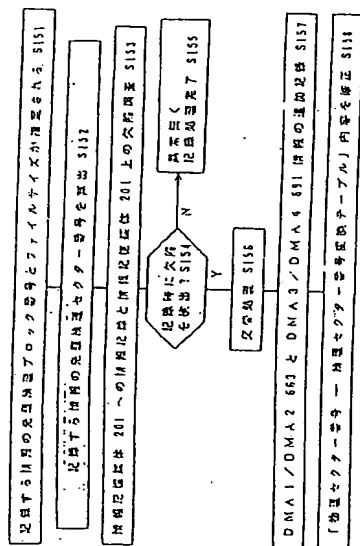 記録する情報の先頭論理ブロック番号とファイルサイズが指定される S151
記録する情報の先頭物理セクター番号を算出 S152
情報記録媒体 201 への情報記録と情報記録媒体 201 上の欠陥調査 S153
記録時に欠陥
を検出？S154
N
異常無く
記録処理完了 S155
Y
交替処理 S156
DMA1/DMA2 663 と DMA3/DMA4 691 情報の追加記録 S157
「物理セクター番号 ー 論理セクター番号変換テーブル」内容を修正 S158